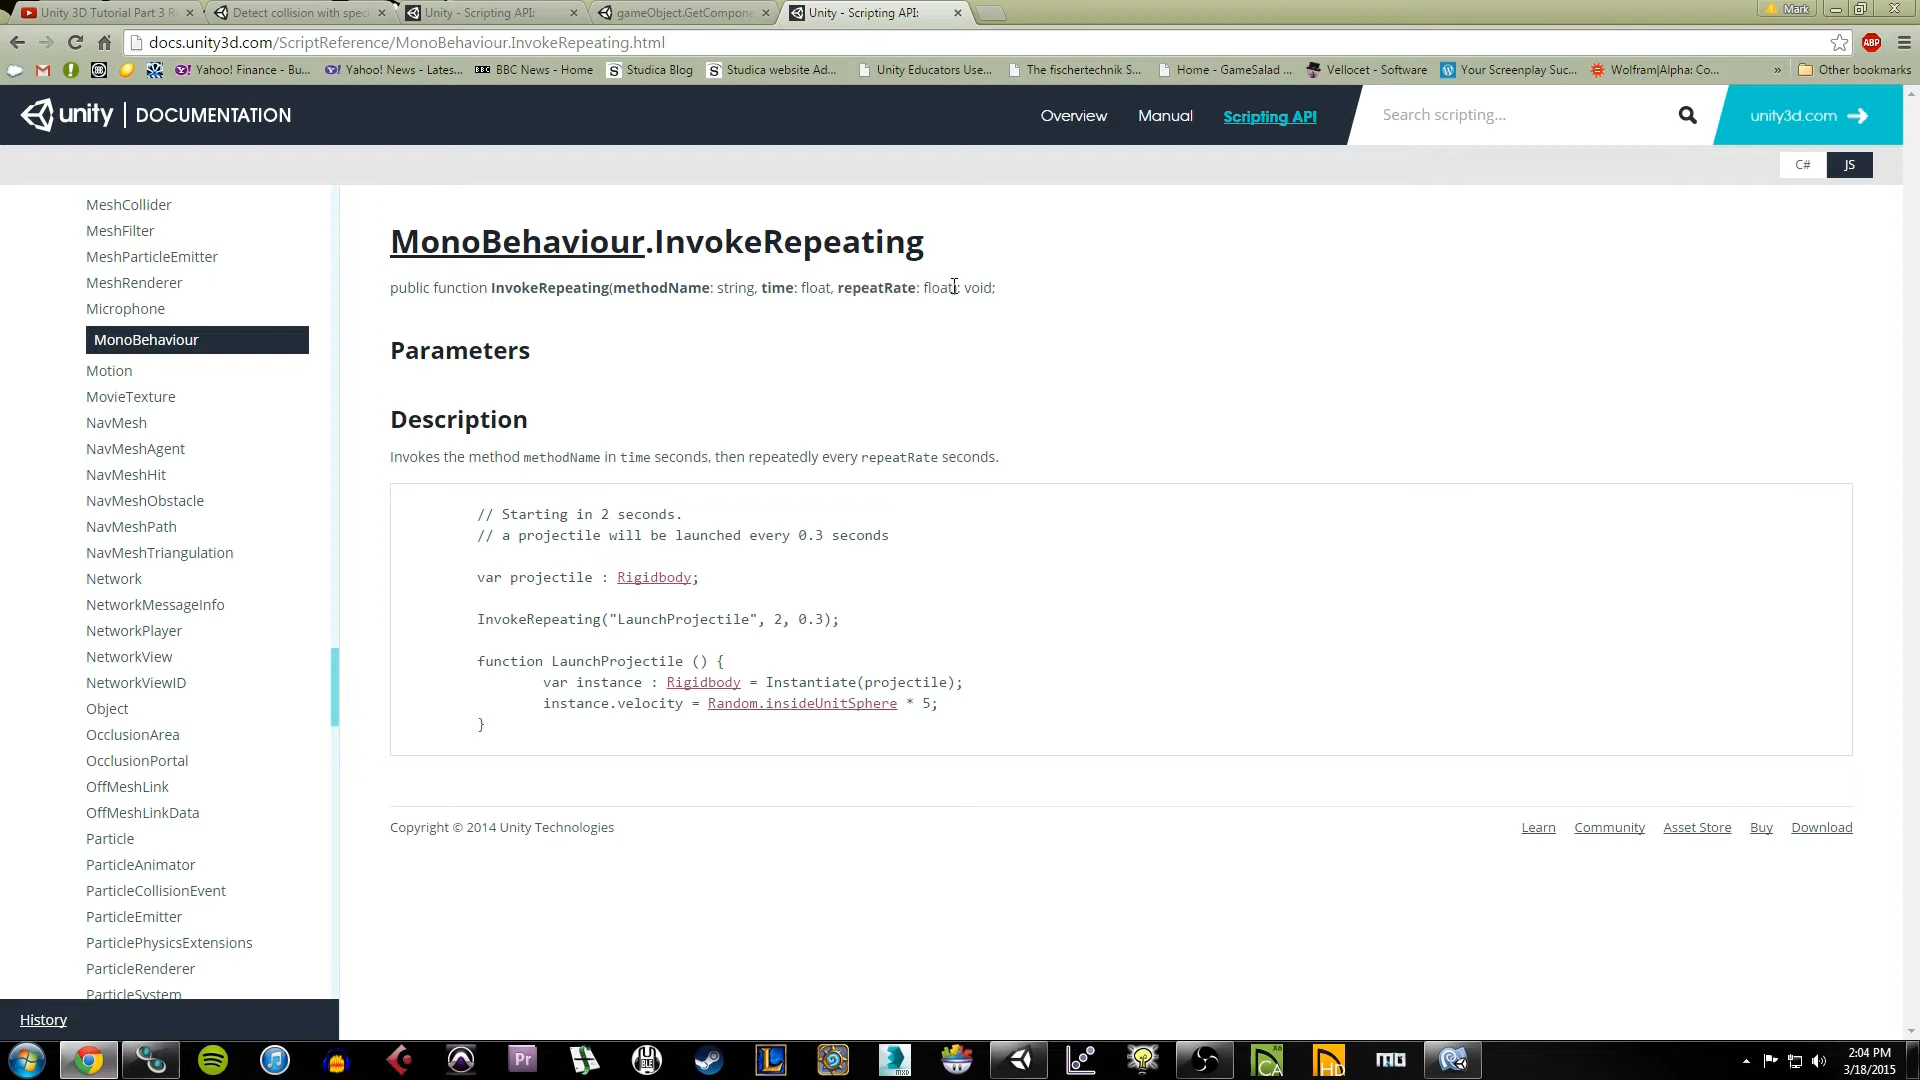 Unity 3D Tutorial Part 3 R
Detect collision with speci
Unity - Scripting API:
gameObject.GetCompone
Unity - Scripting API:
Mark
docs.unity3d.com/ScriptReference/MonoBehaviour.InvokeRepeating.html
ABP
Yahoo! Finance - Bu...
Yahoo! News - Lates...
BBC News - Home
Studica Blog
Studica website Ad...
Unity Educators Use...
The fischertechnik S...
Home - GameSalad ...
Vellocet - Software
Your Screenplay Suc...
Wolfram|Alpha: Co...
»
Other bookmarks
unity | DOCUMENTATION
Overview
Manual
Scripting API
Search scripting...
unity3d.com
C#
JS
MeshCollider
MeshFilter
MeshParticleEmitter
MeshRenderer
Microphone
MonoBehaviour
Motion
MovieTexture
NavMesh
NavMeshAgent
NavMeshHit
NavMeshObstacle
NavMeshPath
NavMeshTriangulation
Network
NetworkMessageInfo
NetworkPlayer
NetworkView
NetworkViewID
Object
OcclusionArea
OcclusionPortal
OffMeshLink
OffMeshLinkData
Particle
ParticleAnimator
ParticleCollisionEvent
ParticleEmitter
ParticlePhysicsExtensions
ParticleRenderer
ParticleSystem
History
MonoBehaviour.InvokeRepeating
public function InvokeRepeating(methodName: string, time: float, repeatRate: float): void;
Parameters
Description
Invokes the method methodName in time seconds, then repeatedly every repeatRate seconds.
// Starting in 2 seconds.
// a projectile will be launched every 0.3 seconds
var projectile : Rigidbody;
InvokeRepeating("LaunchProjectile", 2, 0.3);
function LaunchProjectile () {
var instance : Rigidbody = Instantiate(projectile);
instance.velocity = Random.insideUnitSphere * 5;
}
Copyright © 2014 Unity Technologies
Learn
Community
Asset Store
Buy
Download
Pr
2:04 PM
3/18/2015